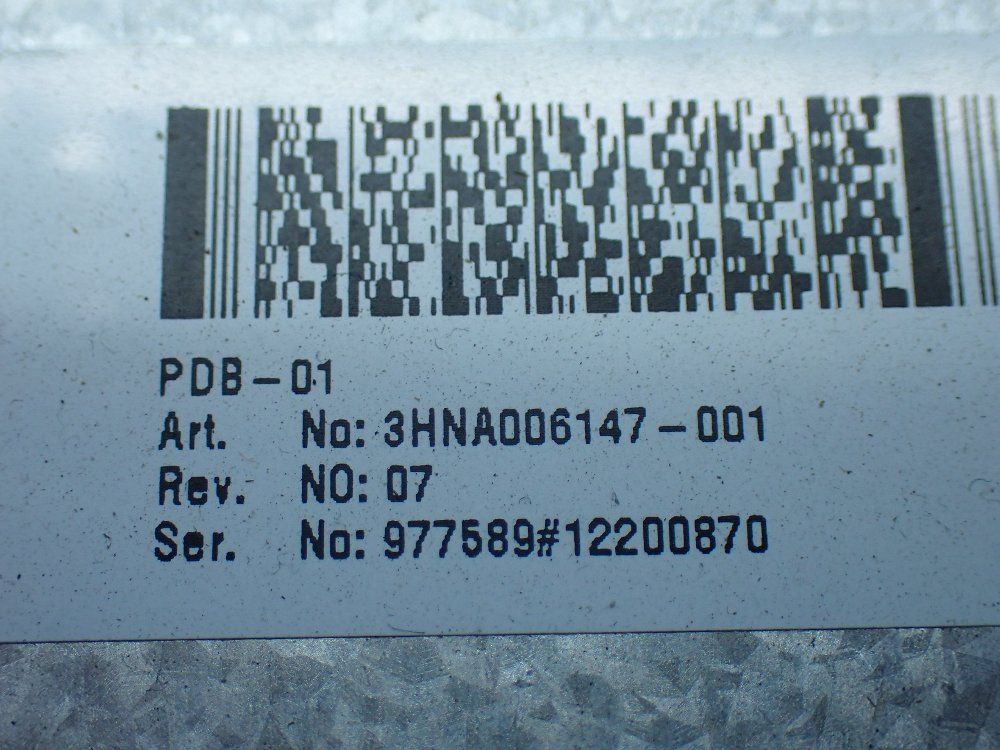 PDB-01
Art. No: 3HNA006147-001
Rev. NO: 07
Ser. No: 977589#12200870